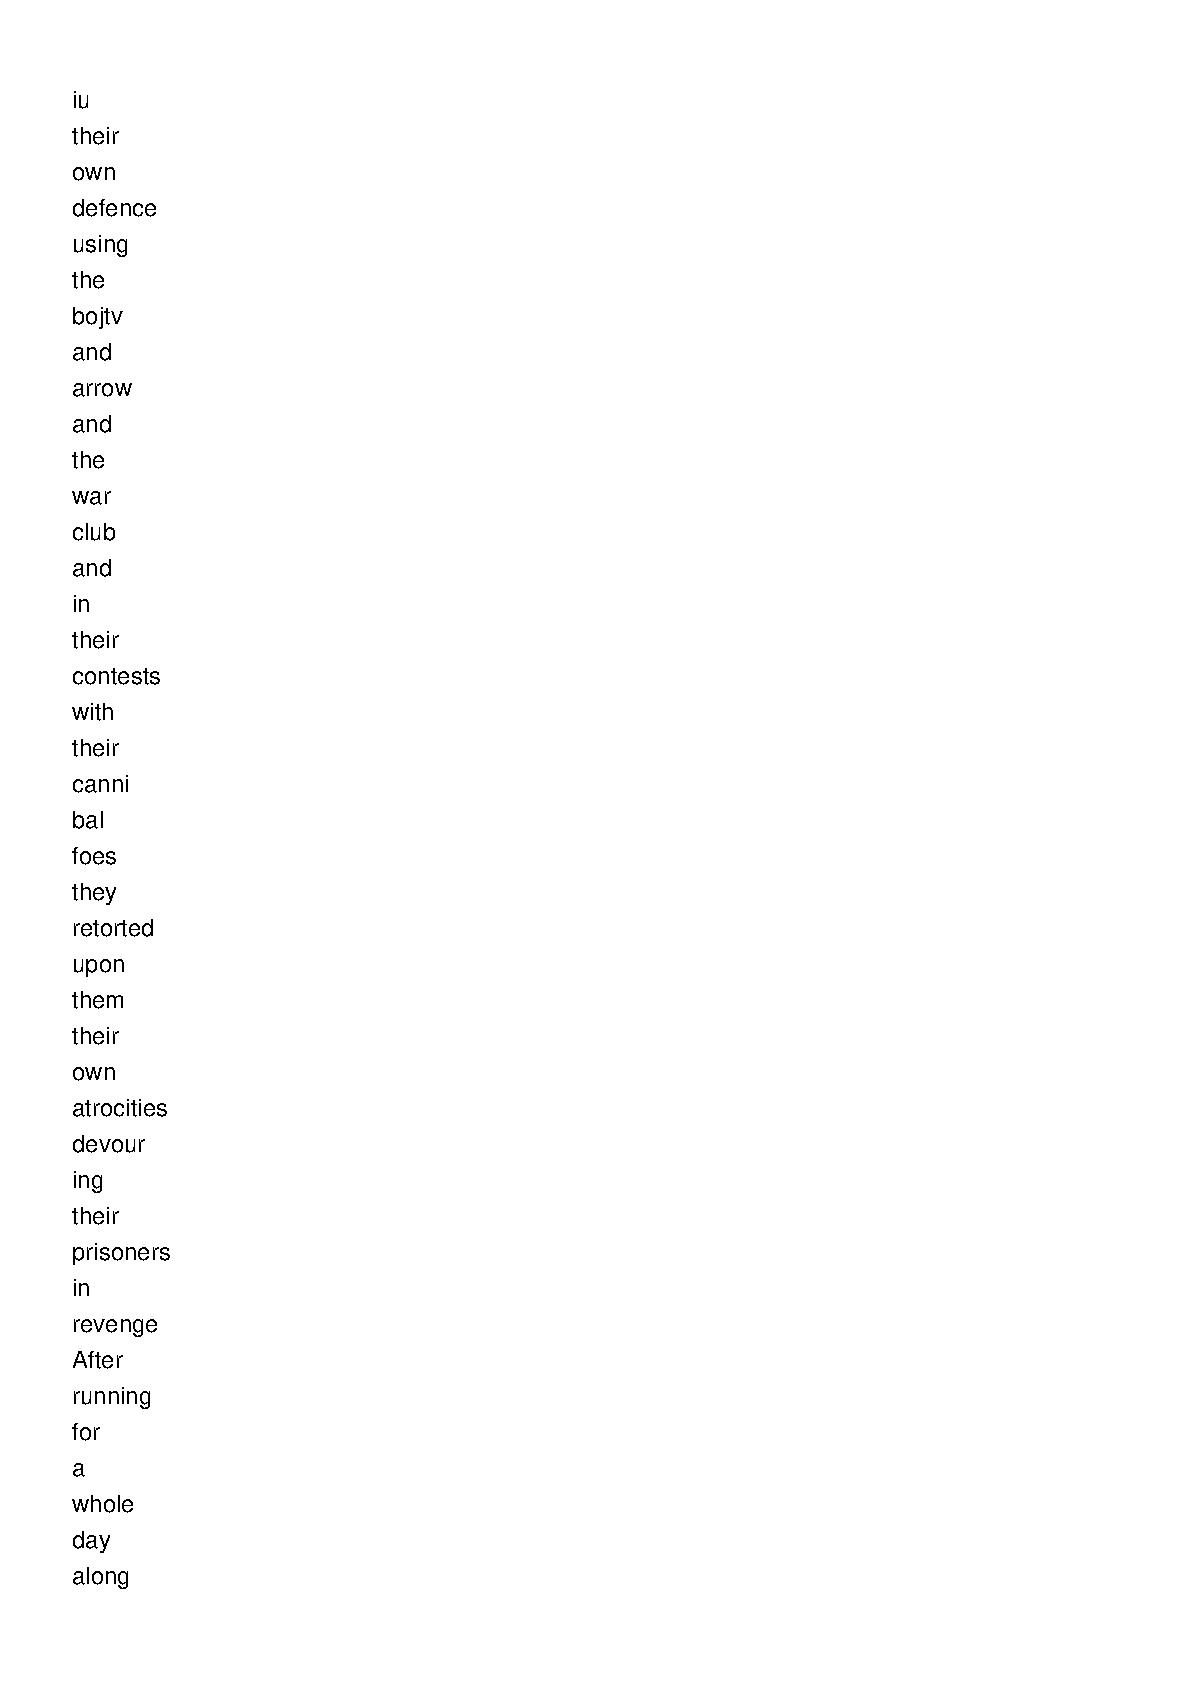 iu
their
own
defence
using
the
bojtv
and
arrow
and
the
war
club
and
in
their
contests
with
their
canni
bal
foes
they
retorted
upon
them
their
own
atrocities
devour
ing
their
prisoners
in
revenge
After
running
for
a
whole
day
along